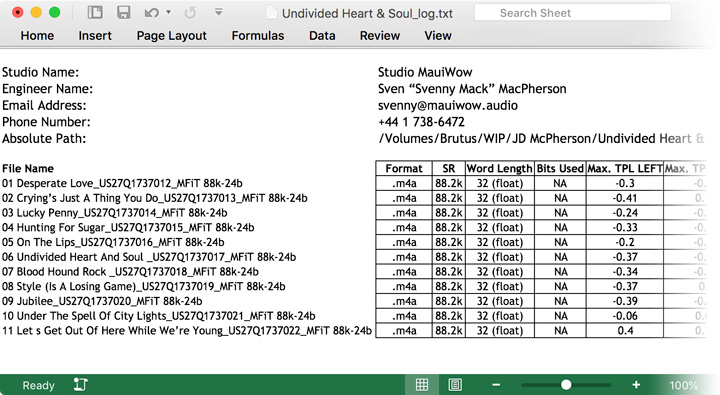 Undivided Heart & Soul_log.txt
Search Sheet
Home Insert Page Layout Formulas Data Review View
Studio Name: Studio MauiWow
Engineer Name: Sven “Svenny Mack” MacPherson
Email Address: svenny@mauiwow.audio
Phone Number: +44 1 738-6472
Absolute Path: /Volumes/Brutus/WIP/JD McPherson/Undivided Heart &
File Name Format SR Word Length Bits Used Max. TPL LEFT Max. TP
01 Desperate Love_US27Q1737012_MFiT 88k-24b .m4a 88.2k 32 (float) NA -0.3 -0.
02 Crying’s Just A Thing You Do_US27Q1737013_MFiT 88k-24b .m4a 88.2k 32 (float) NA -0.41 0.
03 Lucky Penny_US27Q1737014_MFiT 88k-24b .m4a 88.2k 32 (float) NA -0.24 -0.
04 Hunting For Sugar_US27Q1737015_MFiT 88k-24b .m4a 88.2k 32 (float) NA -0.33 -0.
05 On The Lips_US27Q1737016_MFiT 88k-24b .m4a 88.2k 32 (float) NA -0.2 -0.
06 Undivided Heart And Soul _US27Q1737017_MFiT 88k-24b .m4a 88.2k 32 (float) NA -0.37 -0.
07 Blood Hound Rock _US27Q1737018_MFiT 88k-24b .m4a 88.2k 32 (float) NA -0.34 -0.
08 Style (Is A Losing Game)_US27Q1737019_MFiT 88k-24b .m4a 88.2k 32 (float) NA -0.37 0
09 Jubilee_US27Q1737020_MFiT 88k-24b .m4a 88.2k 32 (float) NA -0.39 -0.
10 Under The Spell Of City Lights_US27Q1737021_MFiT 88k-24b .m4a 88.2k 32 (float) NA -0.06 0.
11 Let s Get Out Of Here While We’re Young_US27Q1737022_MFiT 88k-24b .m4a 88.2k 32 (float) NA 0.4 0.
Ready 100%